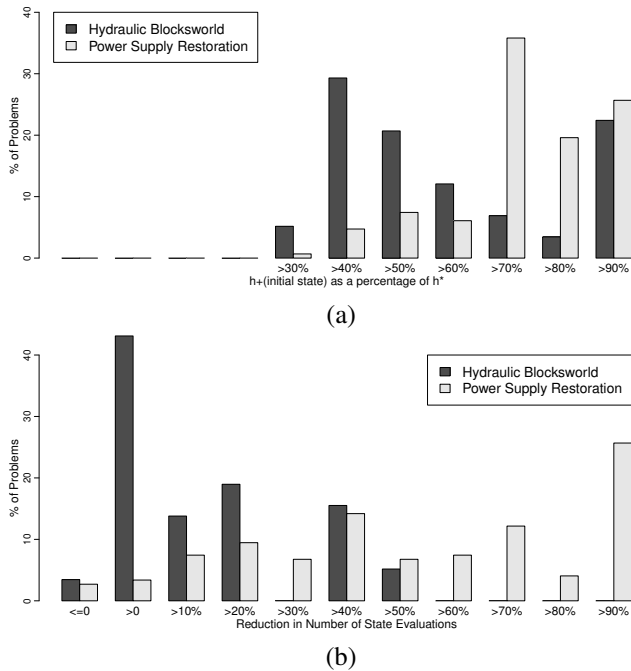 Hydraulic Blocksworld
Power Supply Restoration
% of Problems
0 10 20 30 40
>30% >40% >50% >60% >70% >80% >90%
h+(initial state) as a percentage of h*
(a)
Hydraulic Blocksworld
Power Supply Restoration
% of Problems
0 10 20 30 40
<=0 >0 >10% >20% >30% >40% >50% >60% >70% >80% >90%
Reduction in Number of State Evaluations
(b)